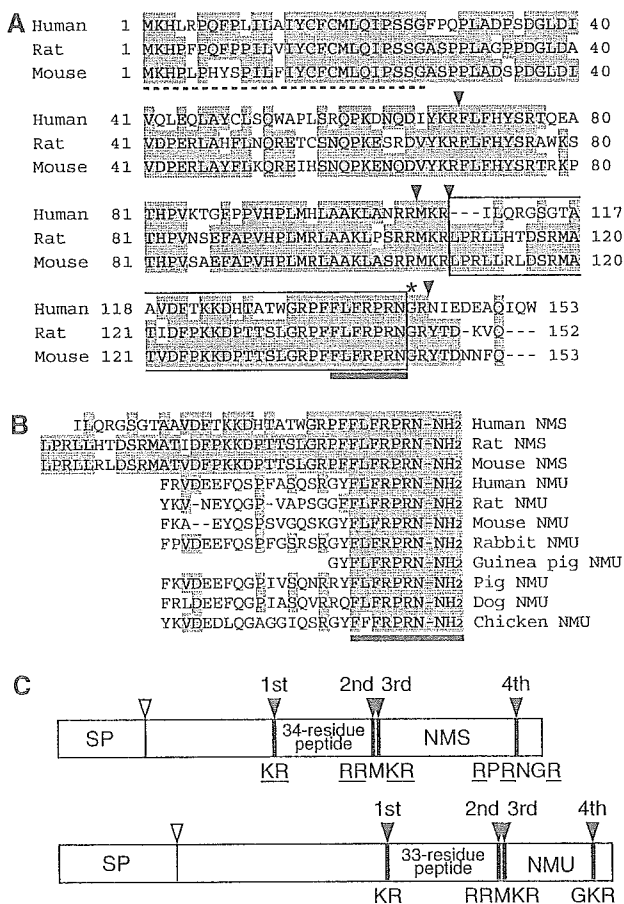 A
Human 1 MKHLRPQFPLILAIYCFCMLQIPSSGFPQPLADPSDGLDI 40
Rat 1 MKHPFPQFPPILVIYCFCMLQIPSSGASPPLAGPPDGLDA 40
Mouse 1 MKHPLPHYSPILFIYCFCMLQIPSSGASPPLADSPDGLDI 40
Human 41 VQLEQLAYCLSQWAPLSRQPKDNQDIYKRFLFHYSRTQEA 80
Rat 41 VDPERLAHFLNQRETCSNQPKESRDVYKRFLFHYSRAWKS 80
Mouse 41 VDPERLAYFLKQREIHSNQPKENQDVYKRFLFHYSRTRKP 80
Human 81 THPVKTGFPPVHPLMHLAAKLANRRMKR---ILQRGSGTA 117
Rat 81 THPVNSEFAPVHPLMRLAAKLPSRRMKRLPRLLHTDSRMA 120
Mouse 81 THPVSAEFAPVHPLMRLAAKLASRRMKRLPRLLRLDSRMA 120
*
Human 118 AVDFTKKDHTATWGRPFFLFRPRNGRNIEDEAQIQW 153
Rat 121 TIDFPKKDPTTSLGRPFFLFRPRNGRYTD-KVQ--- 152
Mouse 121 TVDFPKKDPTTSLGRPFFLFRPRNGRYTDNNFQ--- 153
B
ILQRGSGTAAVDFTKKDHTATWGRPFFLFRPRN-NH2 Human NMS
LPRLLHTDSRMATIDFPKKDPTTSLGRPFFLFRPRN-NH2 Rat NMS
LPRLLRLDSRMATVDFPKKDPTTSLGRPFFLFRPRN-NH2 Mouse NMS
FRVDEEFQSPFASQSRGYFLFRPRN-NH2 Human NMU
YKV-NEYQGP-VAPSGGFFLFRPRN-NH2 Rat NMU
FKA--EYQSPSVGQSKGYFLFRPRN-NH2 Mouse NMU
FPVDEEFQSPFGSRSRGYFLFRPRN-NH2 Rabbit NMU
GYFLFRPRN-NH2 Guinea pig NMU
FKVDEEFQGPIVSQNRRYFLFRPRN-NH2 Pig NMU
FRLDEEFQGPIASQVRRQFLFRPRN-NH2 Dog NMU
YKVDEDLQGAGGIQSRGYFFFRPRN-NH2 Chicken NMU
C
1st 2nd 3rd 4th
SP 34-residue peptide NMS
KR RRMKR RPRNGR
1st 2nd 3rd 4th
SP 33-residue peptide NMU
KR RRMKR GKR